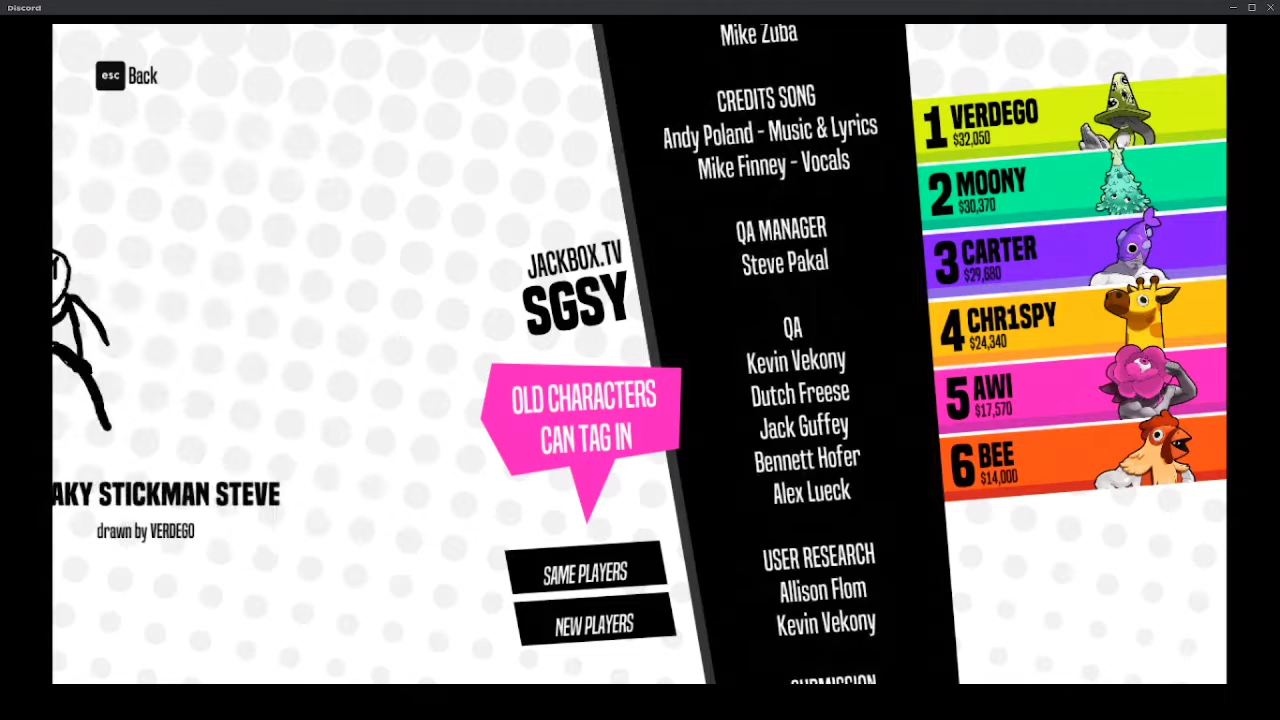 Discord
esc Back
AKY STICKMAN STEVE
drawn by VERDEGO
JACKBOX.TV
SGSY
OLD CHARACTERS
CAN TAG IN
SAME PLAYERS
NEW PLAYERS
Mike Zuba
CREDITS SONG
Andy Poland - Music & Lyrics
Mike Finney - Vocals
QA MANAGER
Steve Pakal
QA
Kevin Vekony
Dutch Freese
Jack Guffey
Bennett Hofer
Alex Lueck
USER RESEARCH
Allison Flom
Kevin Vekony
SUBMISSION
1 VERDEGO
$32,050
2 MOONY
$30,370
3 CARTER
$29,680
4 CHR1SPY
$24,340
5 AWI
$17,570
6 BEE
$14,000